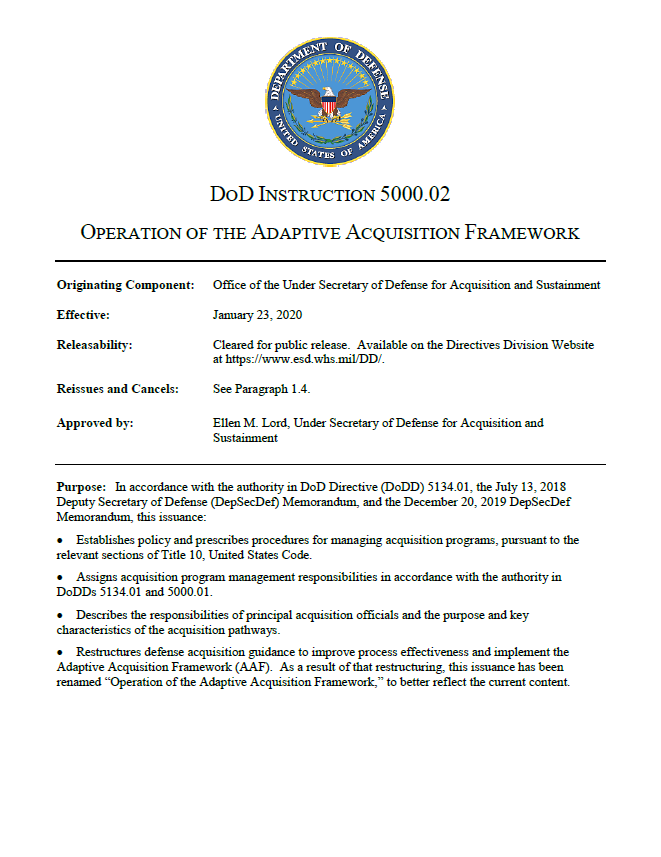 DEPARTMENT OF DEFENSE
UNITED STATES OF AMERICA
DOD INSTRUCTION 5000.02
OPERATION OF THE ADAPTIVE ACQUISITION FRAMEWORK
Originating Component: Office of the Under Secretary of Defense for Acquisition and Sustainment
Effective: January 23, 2020
Releasability: Cleared for public release.  Available on the Directives Division Website
at https://www.esd.whs.mil/DD/.
Reissues and Cancels: See Paragraph 1.4.
Approved by: Ellen M. Lord, Under Secretary of Defense for Acquisition and
Sustainment
Purpose:  In accordance with the authority in DoD Directive (DoDD) 5134.01, the July 13, 2018
Deputy Secretary of Defense (DepSecDef) Memorandum, and the December 20, 2019 DepSecDef
Memorandum, this issuance:
• Establishes policy and prescribes procedures for managing acquisition programs, pursuant to the
relevant sections of Title 10, United States Code.
• Assigns acquisition program management responsibilities in accordance with the authority in
DoDDs 5134.01 and 5000.01.
• Describes the responsibilities of principal acquisition officials and the purpose and key
characteristics of the acquisition pathways.
• Restructures defense acquisition guidance to improve process effectiveness and implement the
Adaptive Acquisition Framework (AAF).  As a result of that restructuring, this issuance has been
renamed “Operation of the Adaptive Acquisition Framework,” to better reflect the current content.